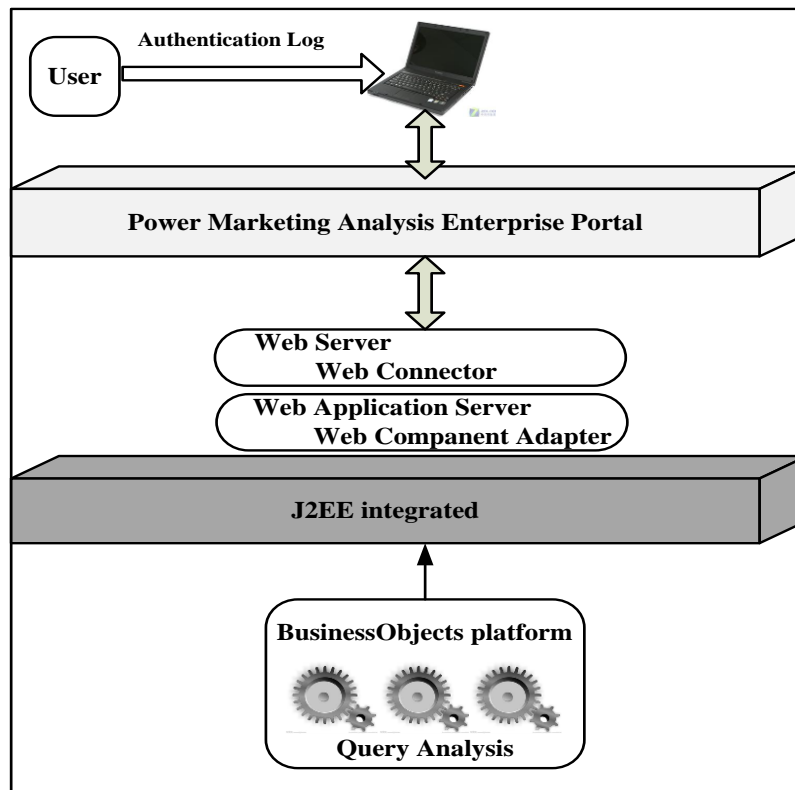 Authentication Log
User
Power Marketing Analysis Enterprise Portal
Web Server
Web Connector
Web Application Server
Web Companent Adapter
J2EE integrated
BusinessObjects platform
Query Analysis